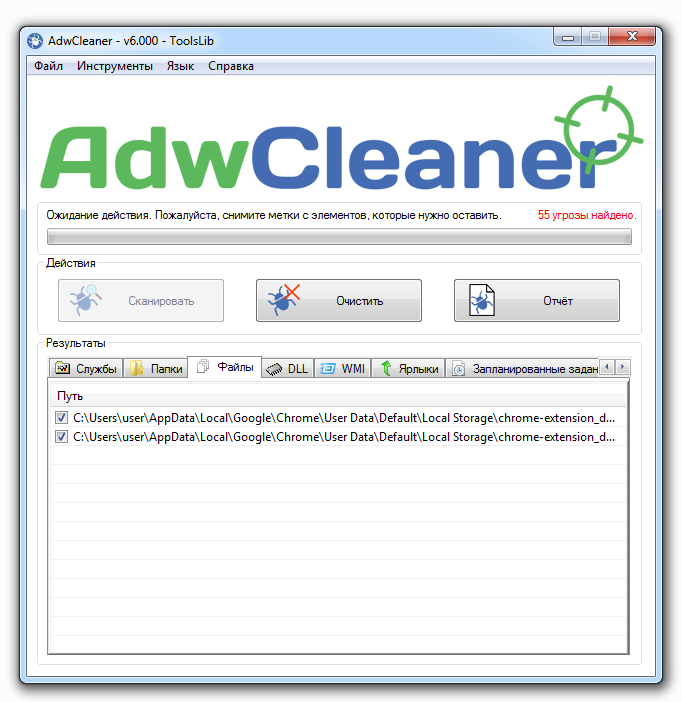 AdwCleaner - v6.000 - ToolsLib
Файл Инструменты Язык Справка
AdwCleaner
Ожидание действия. Пожалуйста, снимите метки с элементов, которые нужно оставить. 55 угрозы найдено.
Действия
Сканировать Очистить Отчёт
Результаты
Службы Папки Файлы DLL WMI Ярлыки Запланированные задан
Путь
C:\Users\user\AppData\Local\Google\Chrome\User Data\Default\Local Storage\chrome-extension_d...
C:\Users\user\AppData\Local\Google\Chrome\User Data\Default\Local Storage\chrome-extension_d...